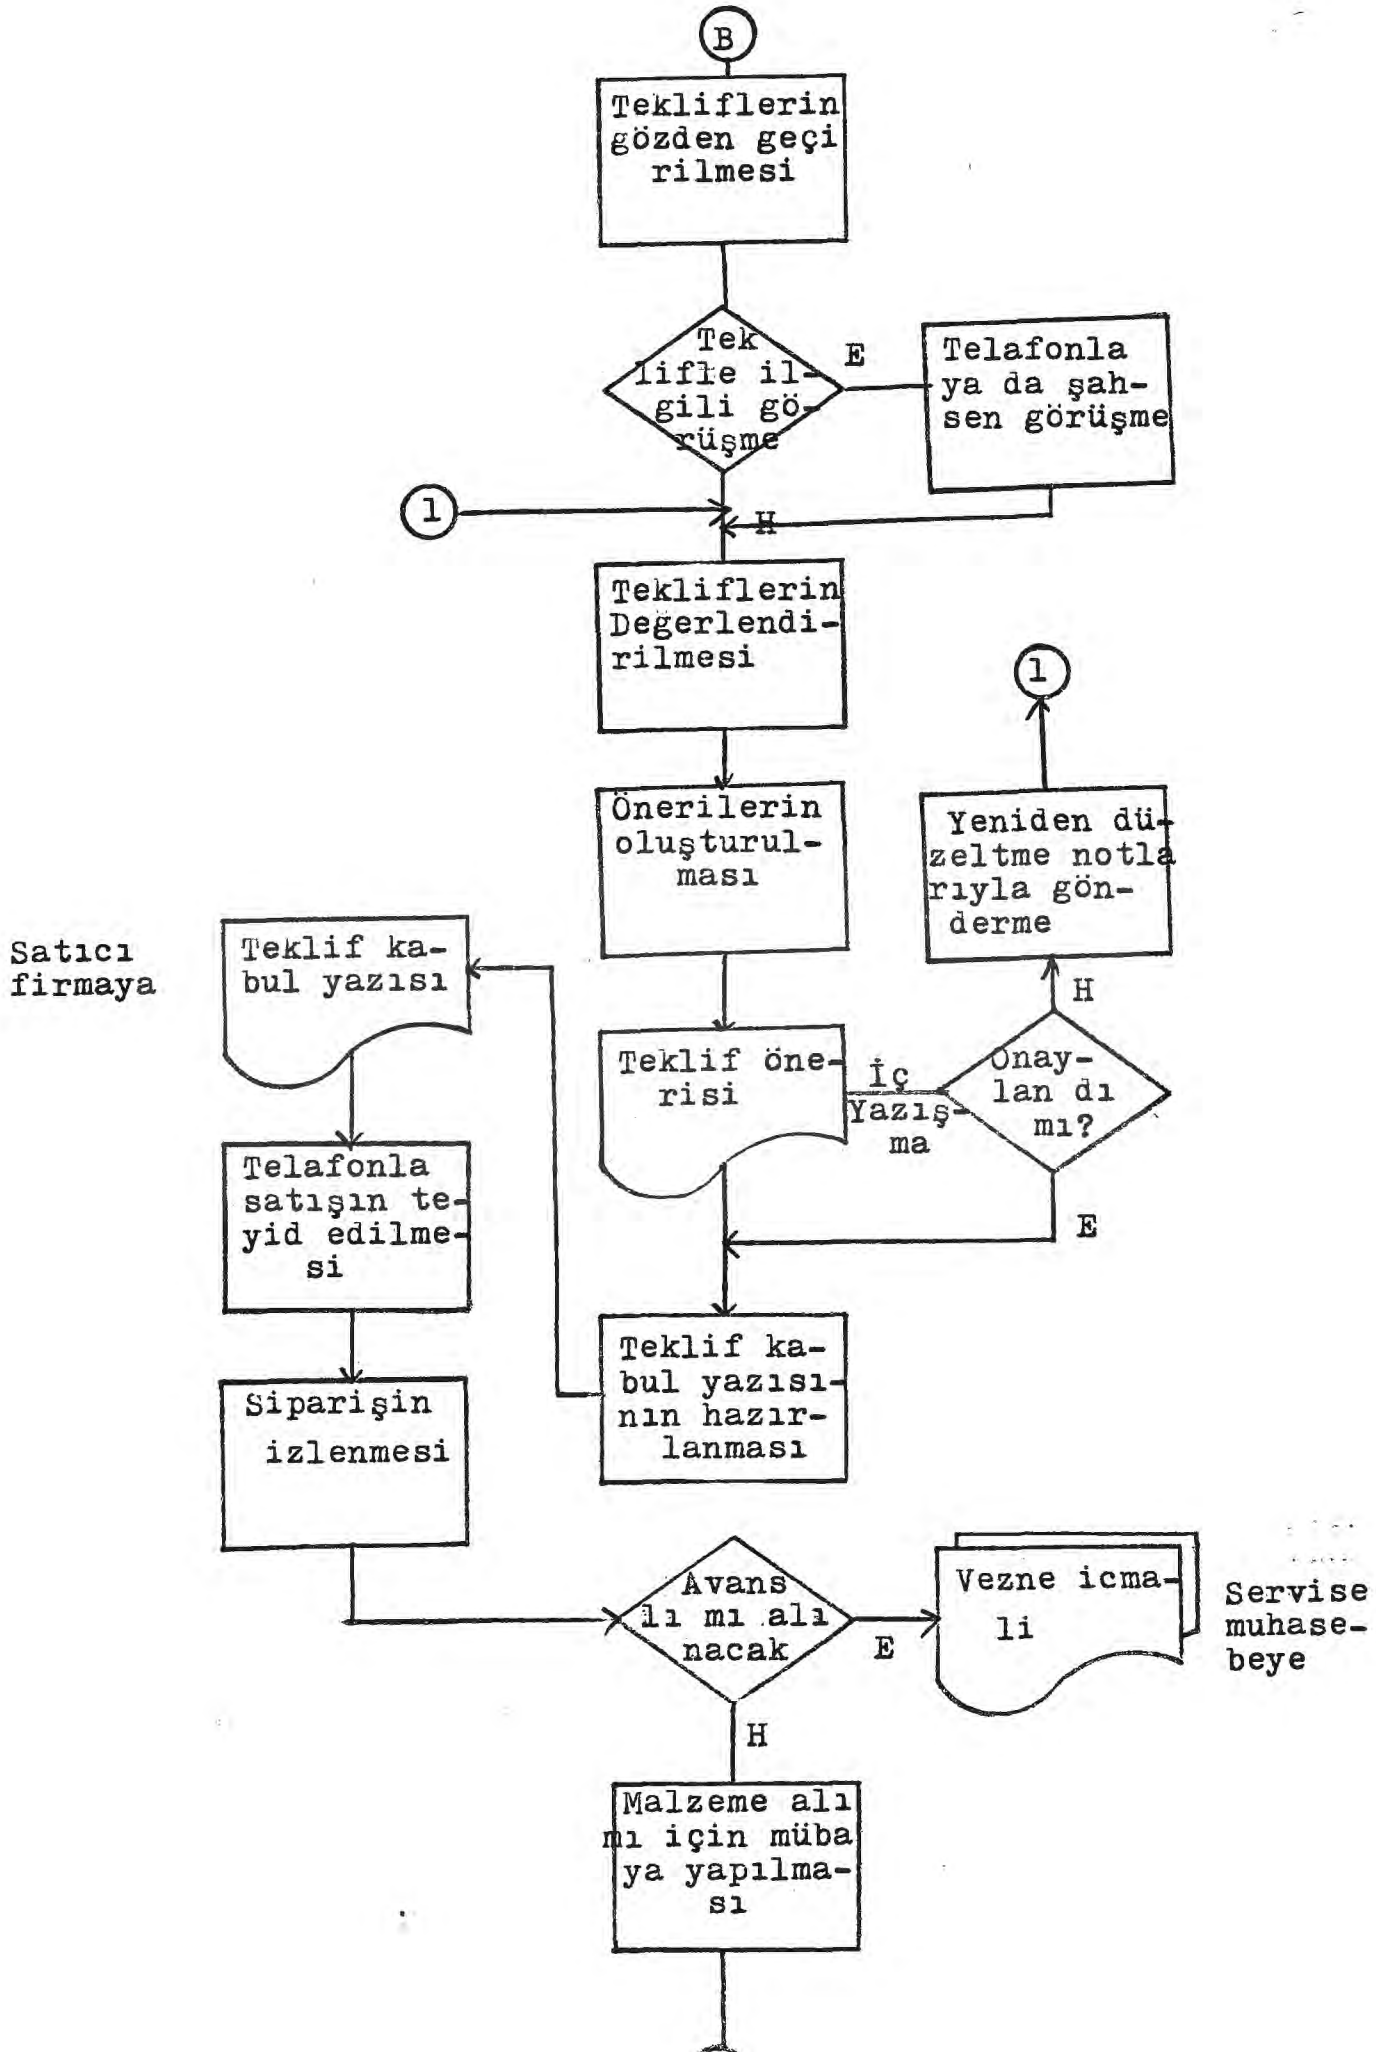 B
Tekliflerin
gözden geçi
rilmesi
Tek
lifle il-
gili gö-
rüşme
E
Telafonla
ya da şah-
sen görüşme
1
H
Tekliflerin
Değerlendi-
rilmesi
1
Önerilerin
oluşturul-
ması
Yeniden dü-
zeltme notla
rıyla gön-
derme
Satıcı
firmaya
Teklif ka-
bul yazısı
H
Teklif öne-
risi
İç
Yazış-
ma
Onay-
lan dı
mı?
Telafonla
satışın te-
yid edilme-
si
E
Teklif ka-
bul yazısı-
nın hazır-
lanması
Siparişin
izlenmesi
Avans
lı mı alı
nacak
E
Vezne icma-
li
Servise
muhase-
beye
H
Malzeme alı
mı için müba
ya yapılma-
sı